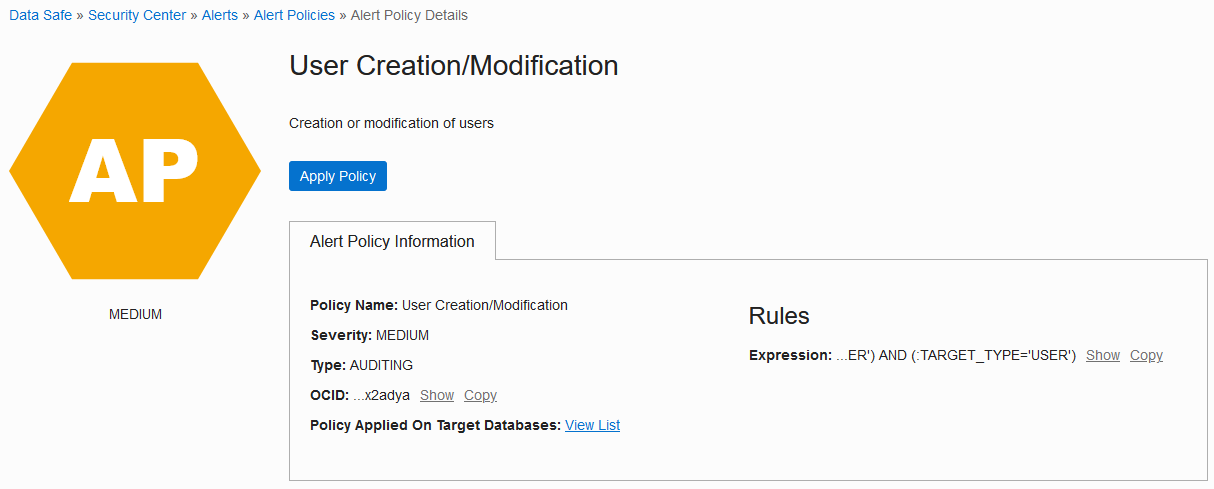 Data Safe » Security Center » Alerts » Alert Policies » Alert Policy Details
AP
MEDIUM
User Creation/Modification
Creation or modification of users
Apply Policy
Alert Policy Information
Policy Name: User Creation/Modification
Severity: MEDIUM
Type: AUDITING
OCID: ...x2adya Show Copy
Policy Applied On Target Databases: View List
Rules
Expression: ...ER') AND (:TARGET_TYPE='USER') Show Copy